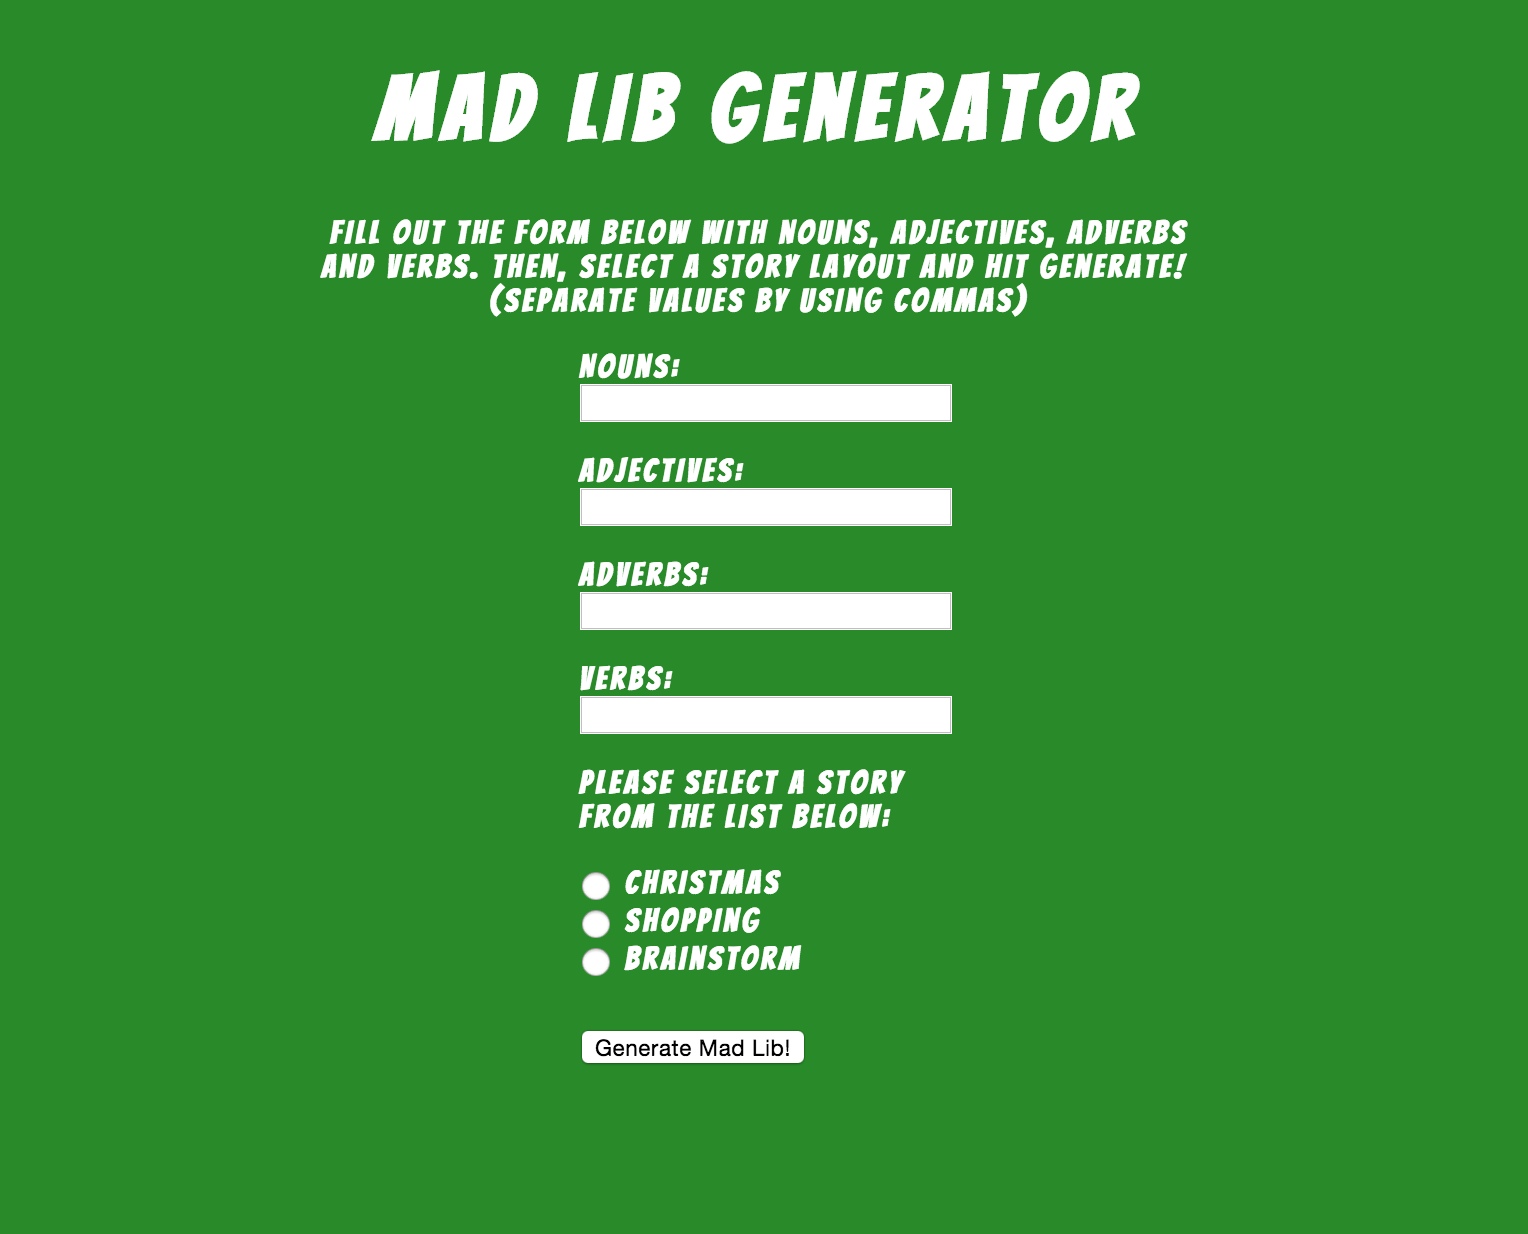 MAD LIB GENERATOR
FILL OUT THE FORM BELOW WITH NOUNS, ADJECTIVES, ADVERBS
AND VERBS. THEN, SELECT A STORY LAYOUT AND HIT GENERATE!
(SEPARATE VALUES BY USING COMMAS)
NOUNS:
ADJECTIVES:
ADVERBS:
VERBS:
PLEASE SELECT A STORY
FROM THE LIST BELOW:
CHRISTMAS
SHOPPING
BRAINSTORM
Generate Mad Lib!